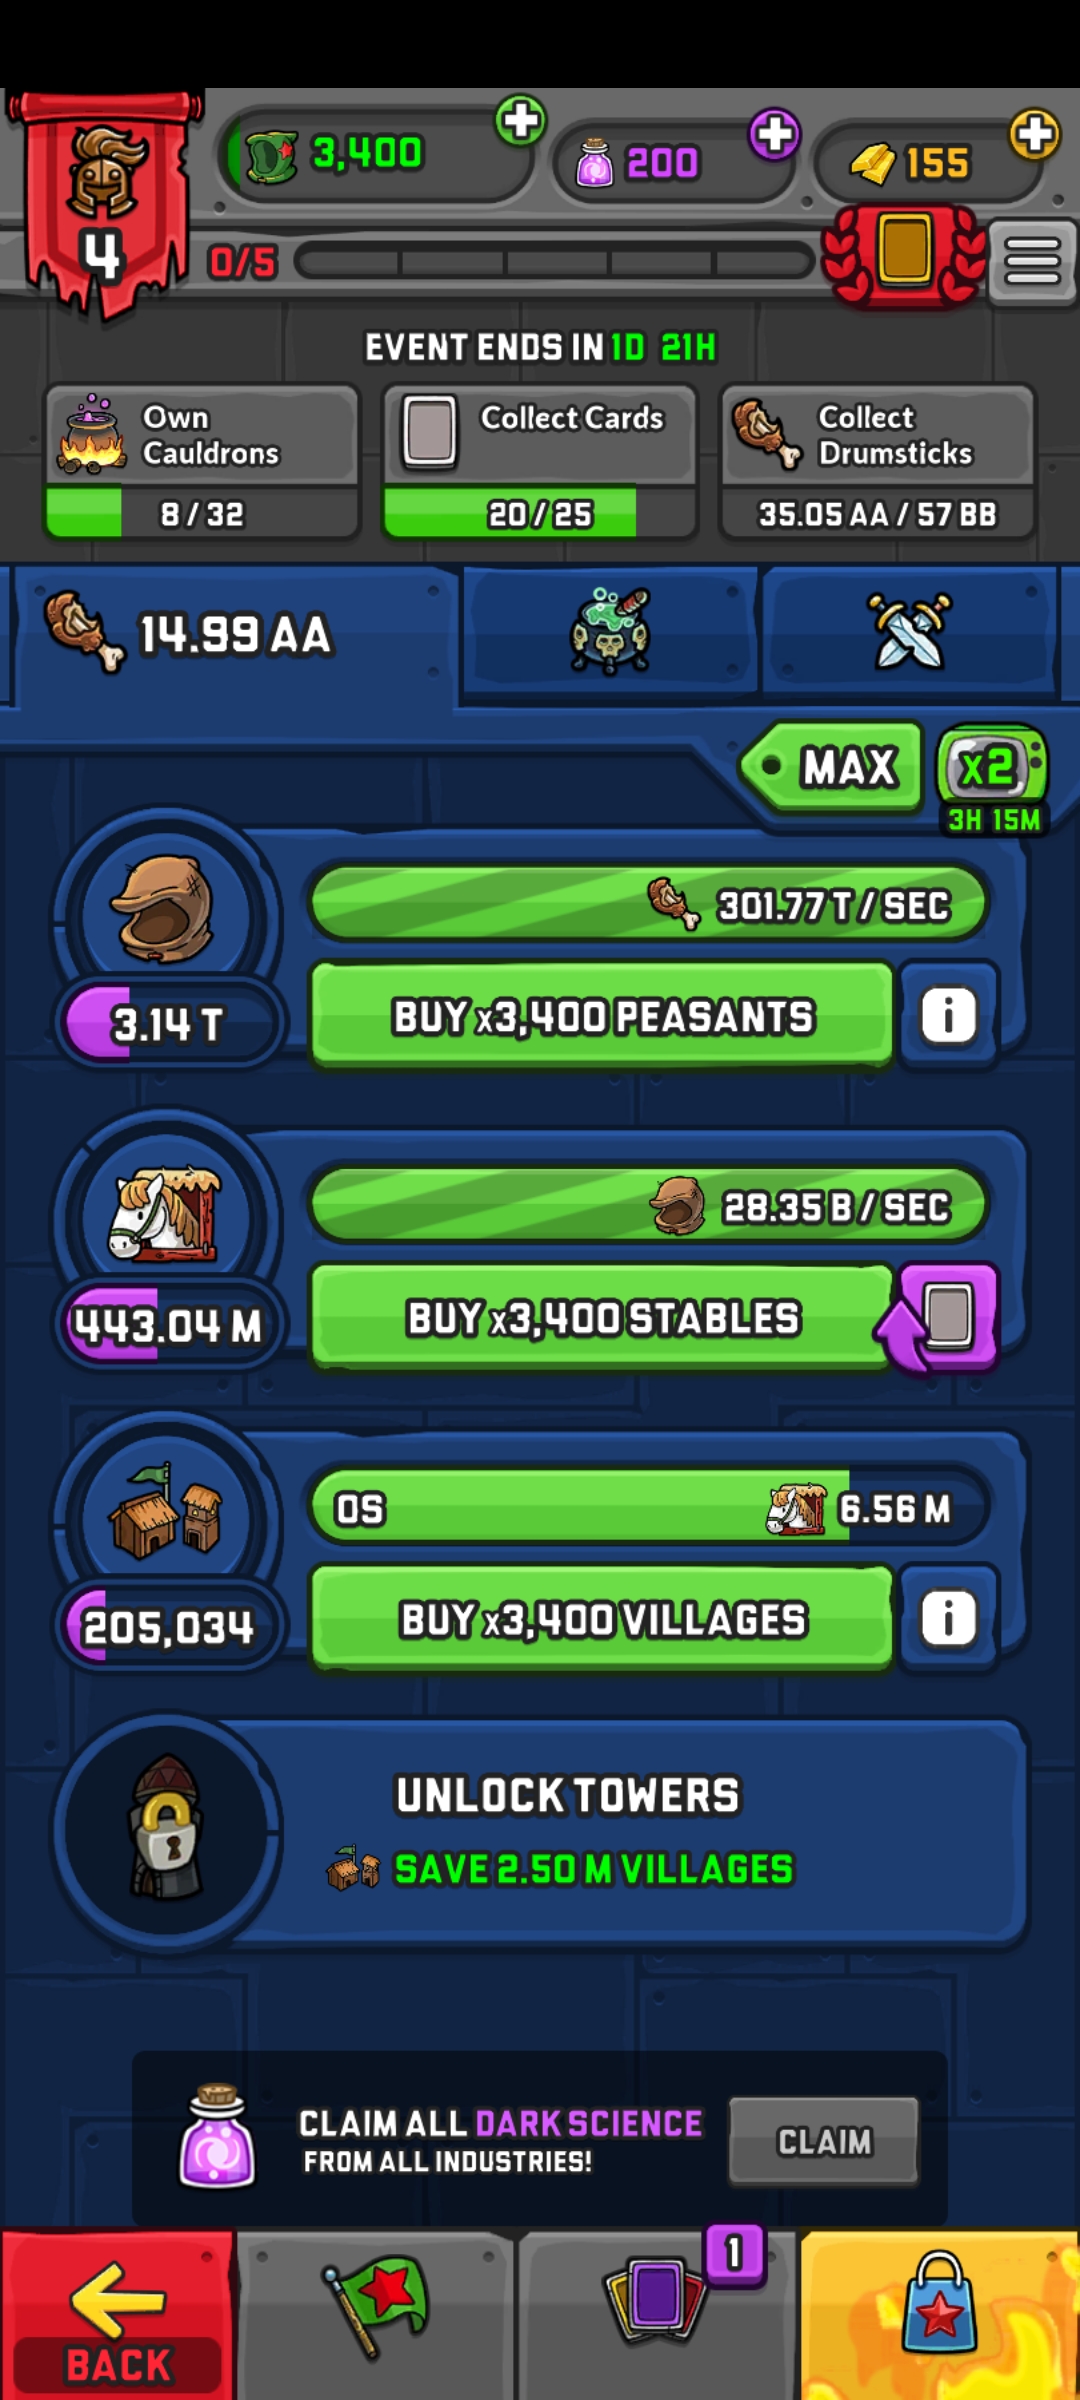 4
3,400
200
155
0/5
EVENT ENDS IN 1D 21H
Own
Cauldrons
8 / 32
Collect Cards
20 / 25
Collect
Drumsticks
35.05 AA / 57 BB
14.99 AA
MAX
x2
3H 15M
301.77 T / SEC
3.14 T
BUY x3,400 PEASANTS
i
28.35 B / SEC
443.04 M
BUY x3,400 STABLES
0S
6.56 M
205,034
BUY x3,400 VILLAGES
i
UNLOCK TOWERS
SAVE 2.50 M VILLAGES
CLAIM ALL DARK SCIENCE
FROM ALL INDUSTRIES!
CLAIM
1
BACK